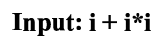 Input: i + i*i